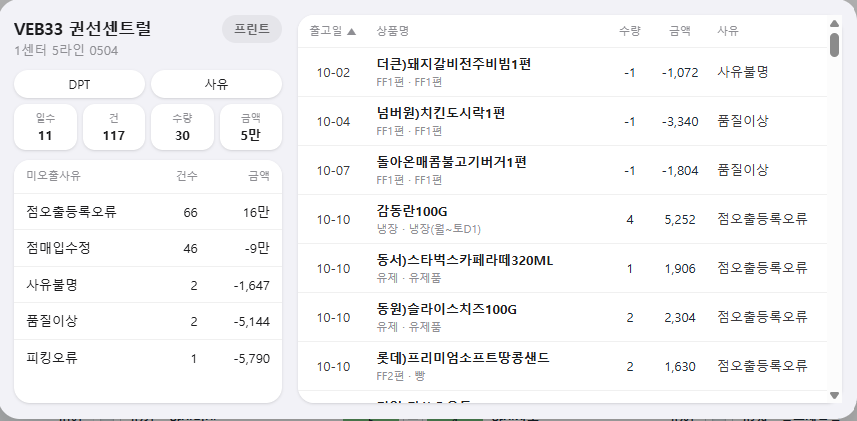 VEB33 권선센트럴
프린트
1센터 5라인 0504
DPT
사유
일수
11
건
117
수량
30
금액
5만
미오출사유 건수 금액
점오출등록오류 66 16만
점매입수정 46 -9만
사유불명 2 -1,647
품질이상 2 -5,144
피킹오류 1 -5,790
출고일 ▲ 상품명 수량 금액 사유
10-02 더큰)돼지갈비전주비빔1편 -1 -1,072 사유불명
FF1편 · FF1편
10-04 넘버원)치킨도시락1편 -1 -3,340 품질이상
FF1편 · FF1편
10-07 돌아온매콤불고기버거1편 -1 -1,804 품질이상
FF1편 · FF1편
10-10 감동란100G 4 5,252 점오출등록오류
냉장 · 냉장(월~토D1)
10-10 동서)스타벅스카페라떼320ML 1 1,906 점오출등록오류
유제 · 유제품
10-10 동원)슬라이스치즈100G 2 2,304 점오출등록오류
유제 · 유제품
10-10 롯데)프리미엄소프트땅콩샌드 2 1,630 점오출등록오류
FF2편 · 빵